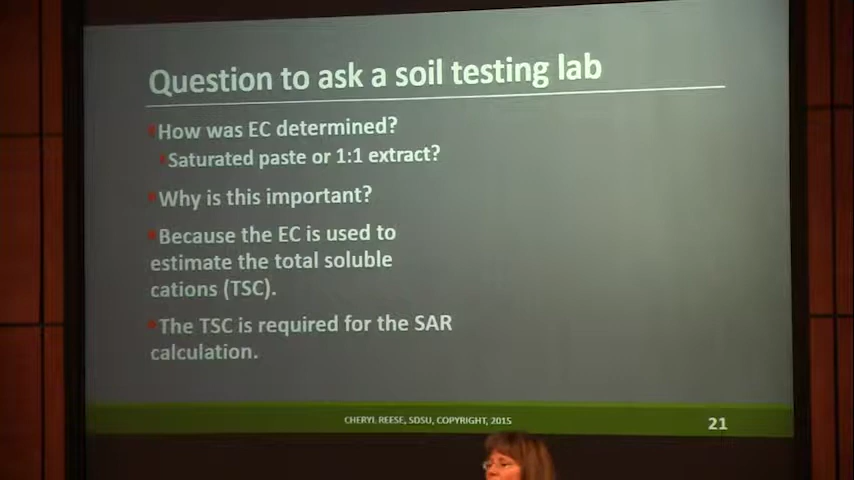 Question to ask a soil testing lab
How was EC determined?
Saturated paste or 1:1 extract?
Why is this important?
Because the EC is used to
estimate the total soluble
cations (TSC).
The TSC is required for the SAR
calculation.
CHERYL REESE, SDSU, COPYRIGHT, 2015
21